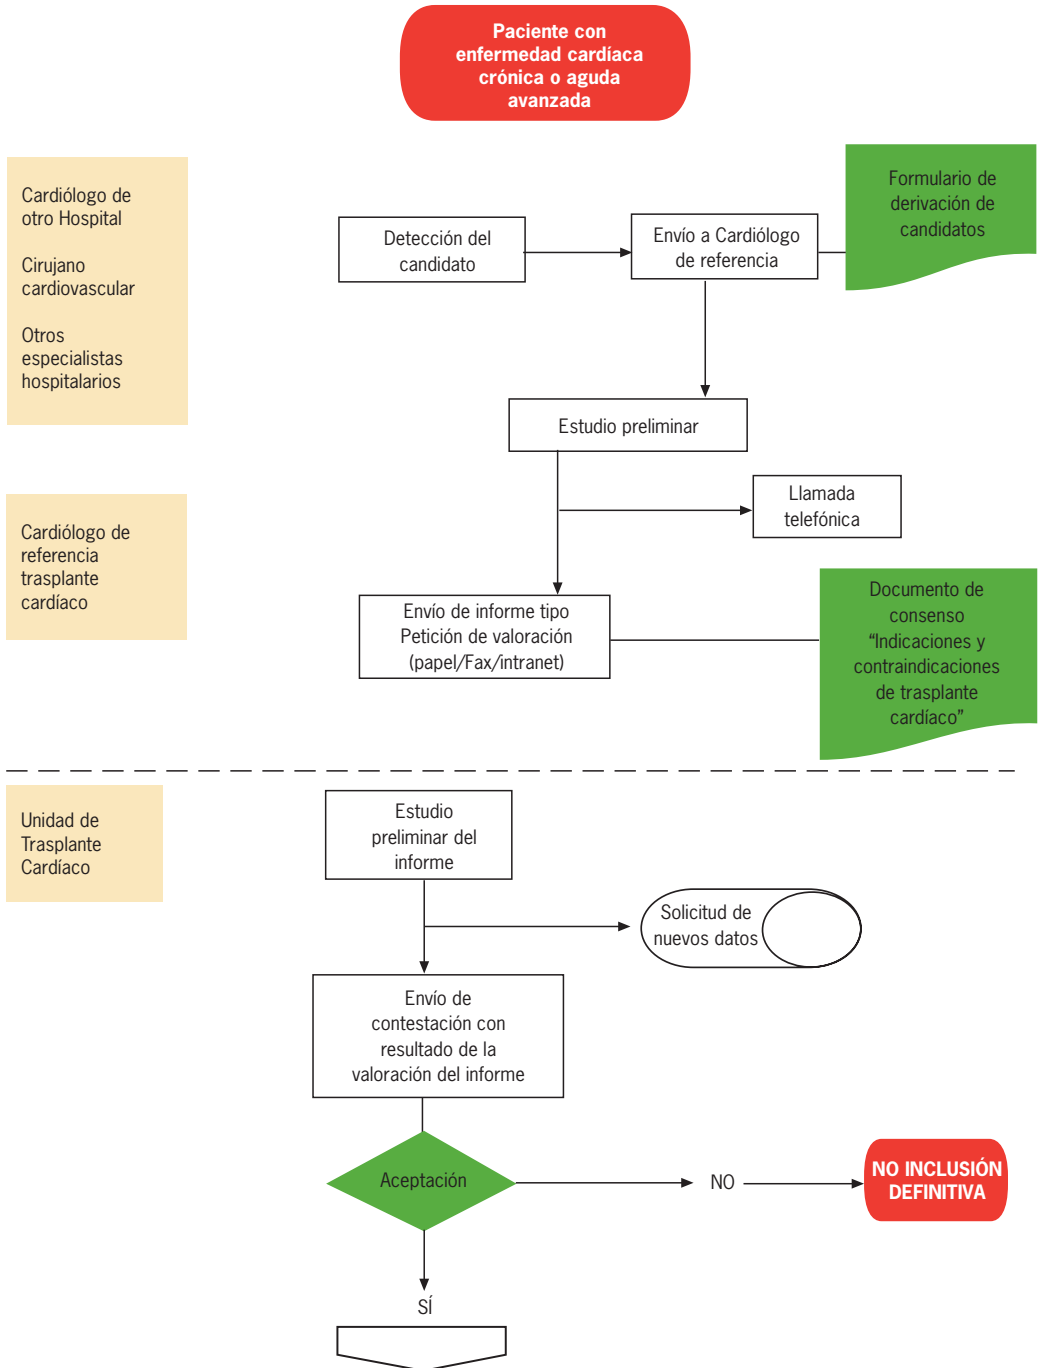 Paciente con
enfermedad cardíaca
crónica o aguda
avanzada
Cardiólogo de
otro Hospital
Cirujano
cardiovascular
Otros
especialistas
hospitalarios
Detección del
candidato
Envío a Cardiólogo
de referencia
Formulario de
derivación de
candidatos
Estudio preliminar
Llamada
telefónica
Cardiólogo de
referencia
trasplante
cardíaco
Envío de informe tipo
Petición de valoración
(papel/Fax/intranet)
Documento de
consenso
“Indicaciones y
contraindicaciones
de trasplante
cardíaco”
Unidad de
Trasplante
Cardíaco
Estudio
preliminar del
informe
Solicitud de
nuevos datos
Envío de
contestación con
resultado de la
valoración del informe
Aceptación
NO
NO INCLUSIÓN
DEFINITIVA
SÍ